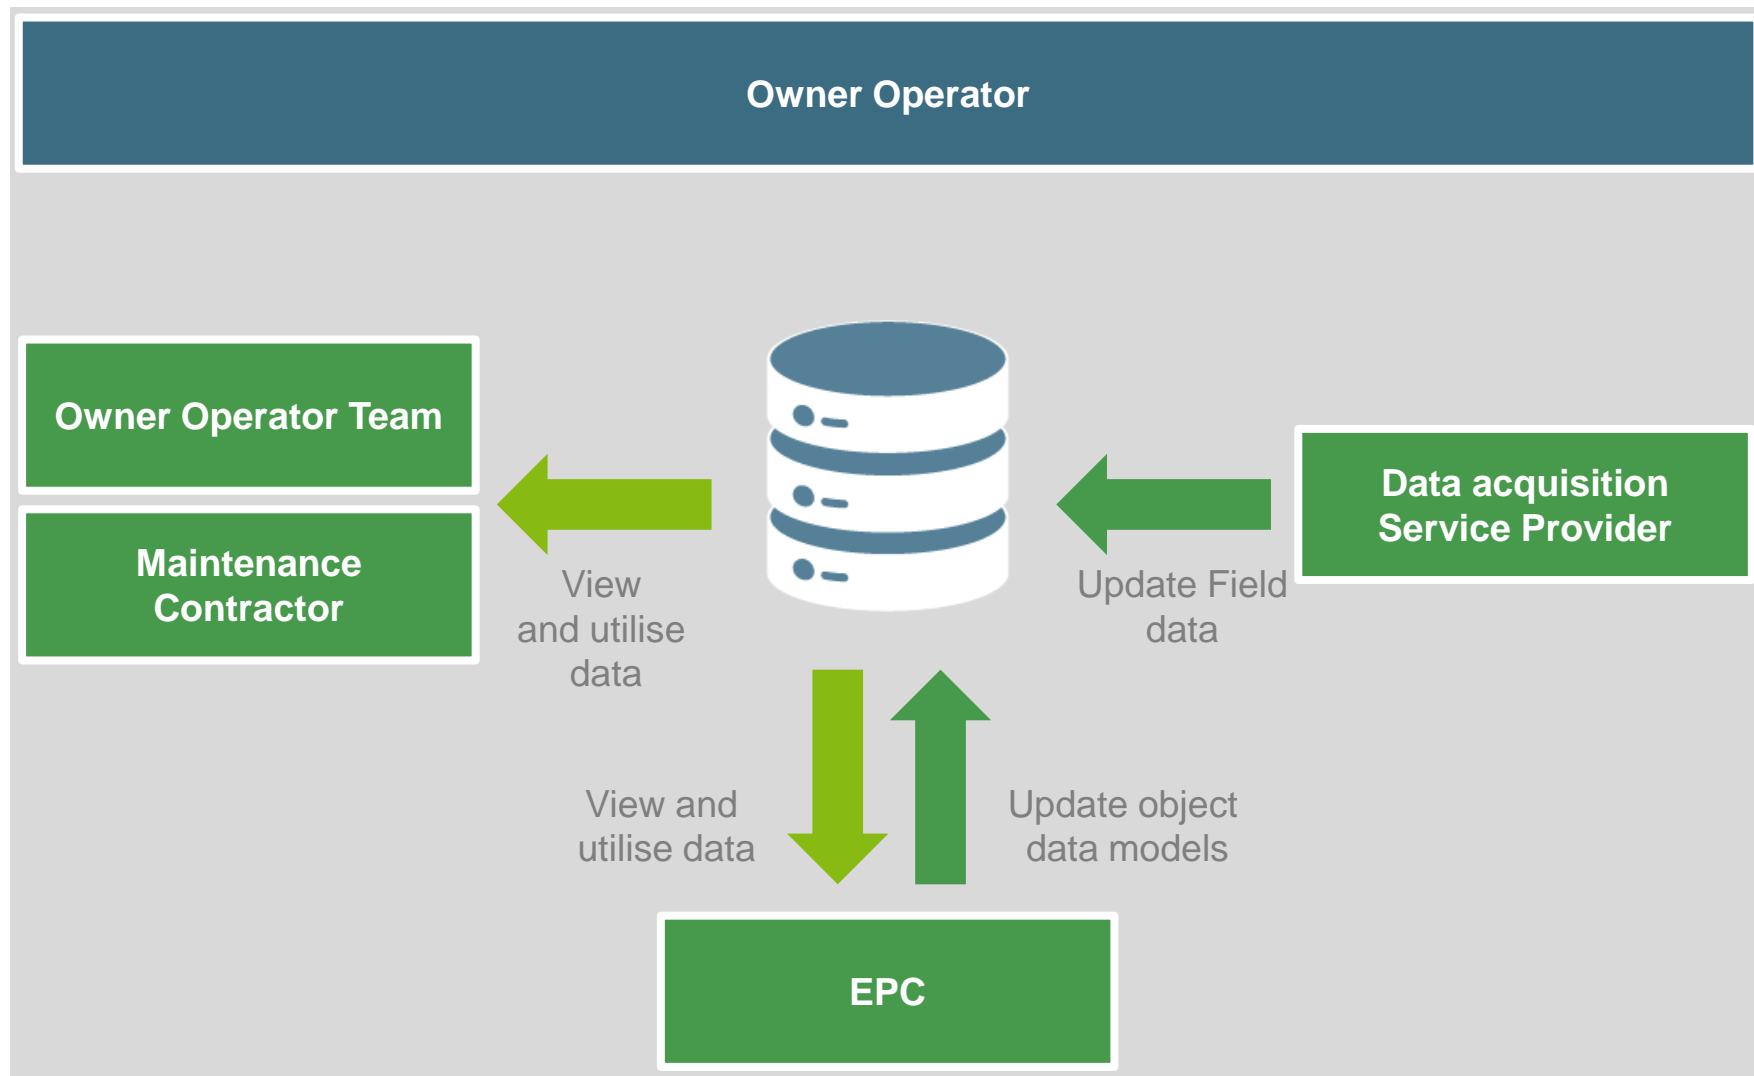 Owner Operator
Owner Operator Team
Maintenance
Contractor
View
and utilise
data
Data acquisition
Service Provider
Update Field
data
View and
utilise data
Update object
data models
EPC